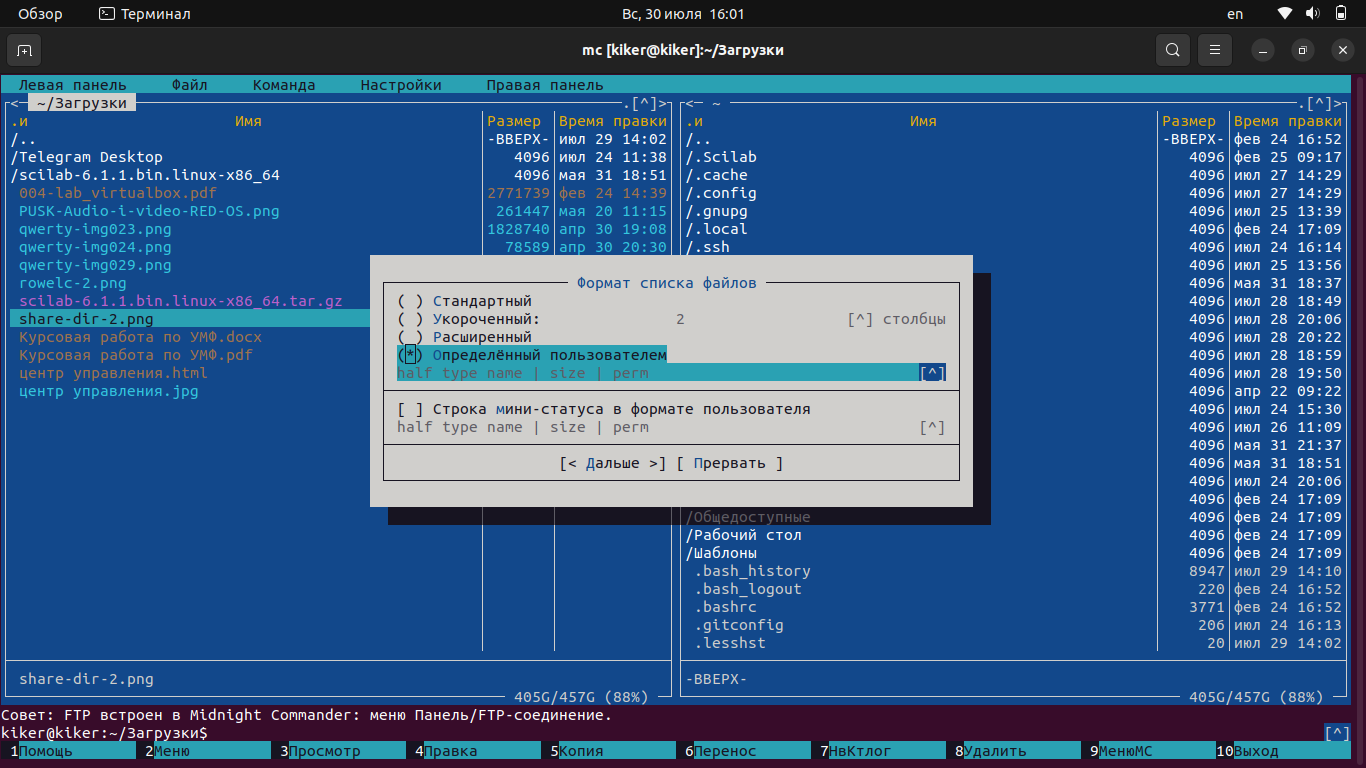 Обзор Терминал Вс, 30 июля 16:01 en
mc [kiker@kiker]:~/Загрузки
Левая панель Файл Команда Настройки Правая панель
<─ ~/Загрузки .[^]> <─ ~ .[^]>
.и Имя Размер Время правки .и Имя Размер Время правки
/.. -ВВЕРХ- июл 29 14:02 /.. -ВВЕРХ- фев 24 16:52
/Telegram Desktop 4096 июл 24 11:38 /.Scilab 4096 фев 25 09:17
/scilab-6.1.1.bin.linux-x86_64 4096 мая 31 18:51 /.cache 4096 июл 27 14:29
004-lab_virtualbox.pdf 2771739 фев 24 14:39 /.config 4096 июл 27 14:29
PUSK-Audio-i-video-RED-OS.png 261447 мая 20 11:15 /.gnupg 4096 июл 25 13:39
qwerty-img023.png 1828740 апр 30 19:08 /.local 4096 фев 24 17:09
qwerty-img024.png 78589 апр 30 20:30 /.ssh 4096 июл 24 16:14
qwerty-img029.png 4096 июл 25 13:56
rowelc-2.png Формат списка файлов 4096 мая 31 18:37
scilab-6.1.1.bin.linux-x86_64.tar.gz ( ) Стандартный 4096 июл 28 18:49
share-dir-2.png ( ) Укороченный: 2 [^] столбцы 4096 июл 28 20:06
Курсовая работа по УМФ.docx ( ) Расширенный 4096 июл 28 20:22
Курсовая работа по УМФ.pdf (*) Определённый пользователем 4096 июл 28 18:59
центр управления.html half type name | size | perm [^] 4096 июл 28 19:50
центр управления.jpg 4096 апр 22 09:22
[ ] Строка мини-статуса в формате пользователя 4096 июл 24 15:30
half type name | size | perm [^] 4096 июл 26 11:09
4096 мая 31 21:37
[< Дальше >] [ Прервать ] 4096 мая 31 18:51
4096 июл 24 20:06
4096 фев 24 17:09
/Общедоступные 4096 фев 24 17:09
/Рабочий стол 4096 фев 24 17:09
/Шаблоны 4096 фев 24 17:09
.bash_history 8947 июл 29 14:10
.bash_logout 220 фев 24 16:52
.bashrc 3771 фев 24 16:52
.gitconfig 206 июл 24 16:13
.lesshst 20 июл 29 14:02
share-dir-2.png -ВВЕРХ-
405G/457G (88%) 405G/457G (88%)
Совет: FTP встроен в Midnight Commander: меню Панель/FTP-соединение.
kiker@kiker:~/Загрузки$ [^]
1Помощь 2Меню 3Просмотр 4Правка 5Копия 6Перенос 7НвКтлог 8Удалить 9МенюMC 10Выход